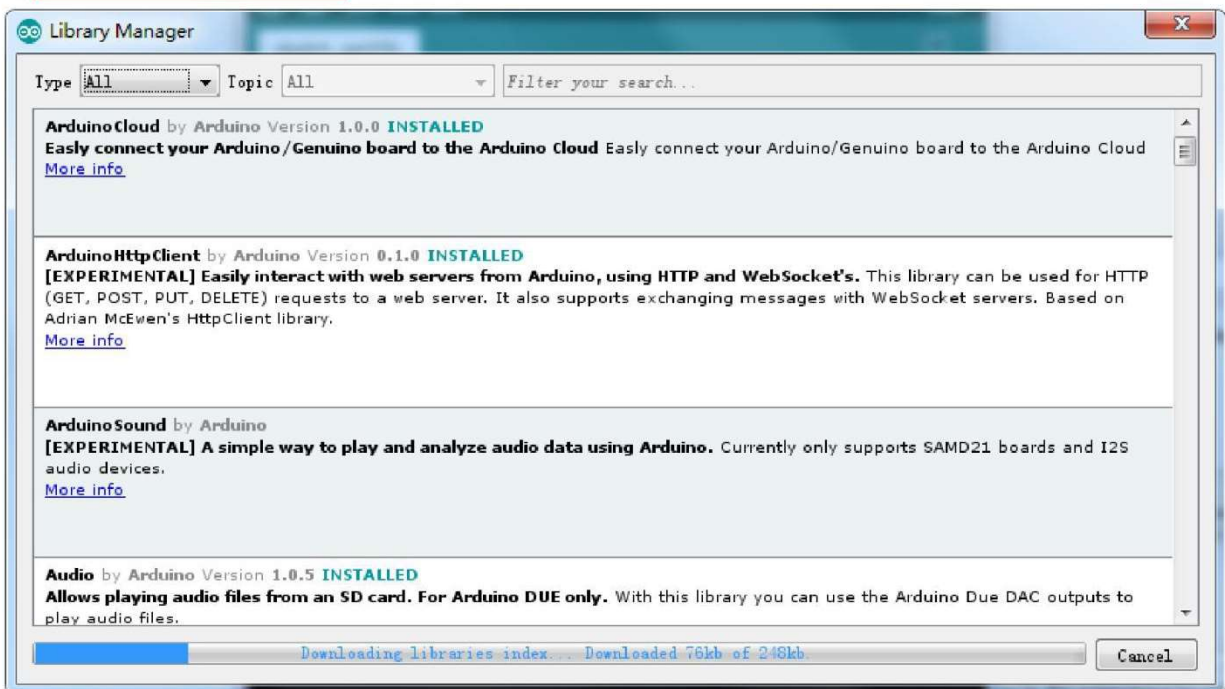 Library Manager
Type All Topic All Filter your search...
ArduinoCloud by Arduino Version 1.0.0 INSTALLED
Easly connect your Arduino/Genuino board to the Arduino Cloud Easly connect your Arduino/Genuino board to the Arduino Cloud
More info
ArduinoHttpClient by Arduino Version 0.1.0 INSTALLED
[EXPERIMENTAL] Easily interact with web servers from Arduino, using HTTP and WebSocket's. This library can be used for HTTP
(GET, POST, PUT, DELETE) requests to a web server. It also supports exchanging messages with WebSocket servers. Based on
Adrian McEwen's HttpClient library.
More info
ArduinoSound by Arduino
[EXPERIMENTAL] A simple way to play and analyze audio data using Arduino. Currently only supports SAMD21 boards and I2S
audio devices.
More info
Audio by Arduino Version 1.0.5 INSTALLED
Allows playing audio files from an SD card. For Arduino DUE only. With this library you can use the Arduino Due DAC outputs to
play audio files.
Downloading libraries index... Downloaded 76kb of 248kb.
Cancel